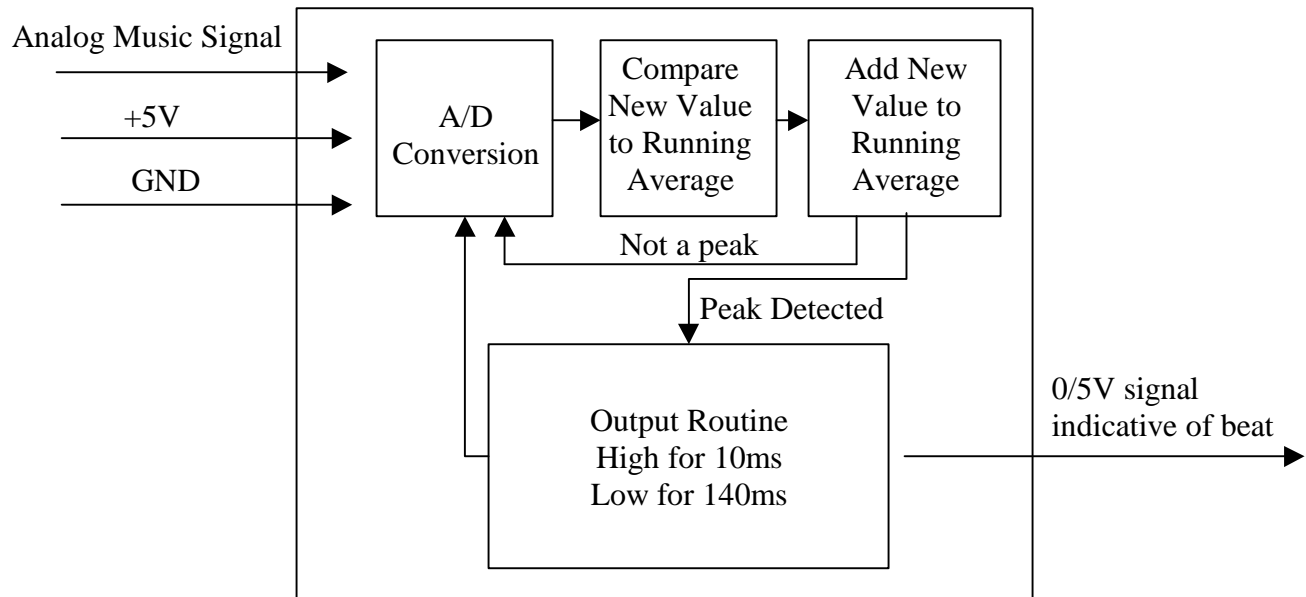 Analog Music Signal
+5V
GND
A/D
Conversion
Compare
New Value
to Running
Average
Add New
Value to
Running
Average
Not a peak
Peak Detected
Output Routine
High for 10ms
Low for 140ms
0/5V signal
indicative of beat